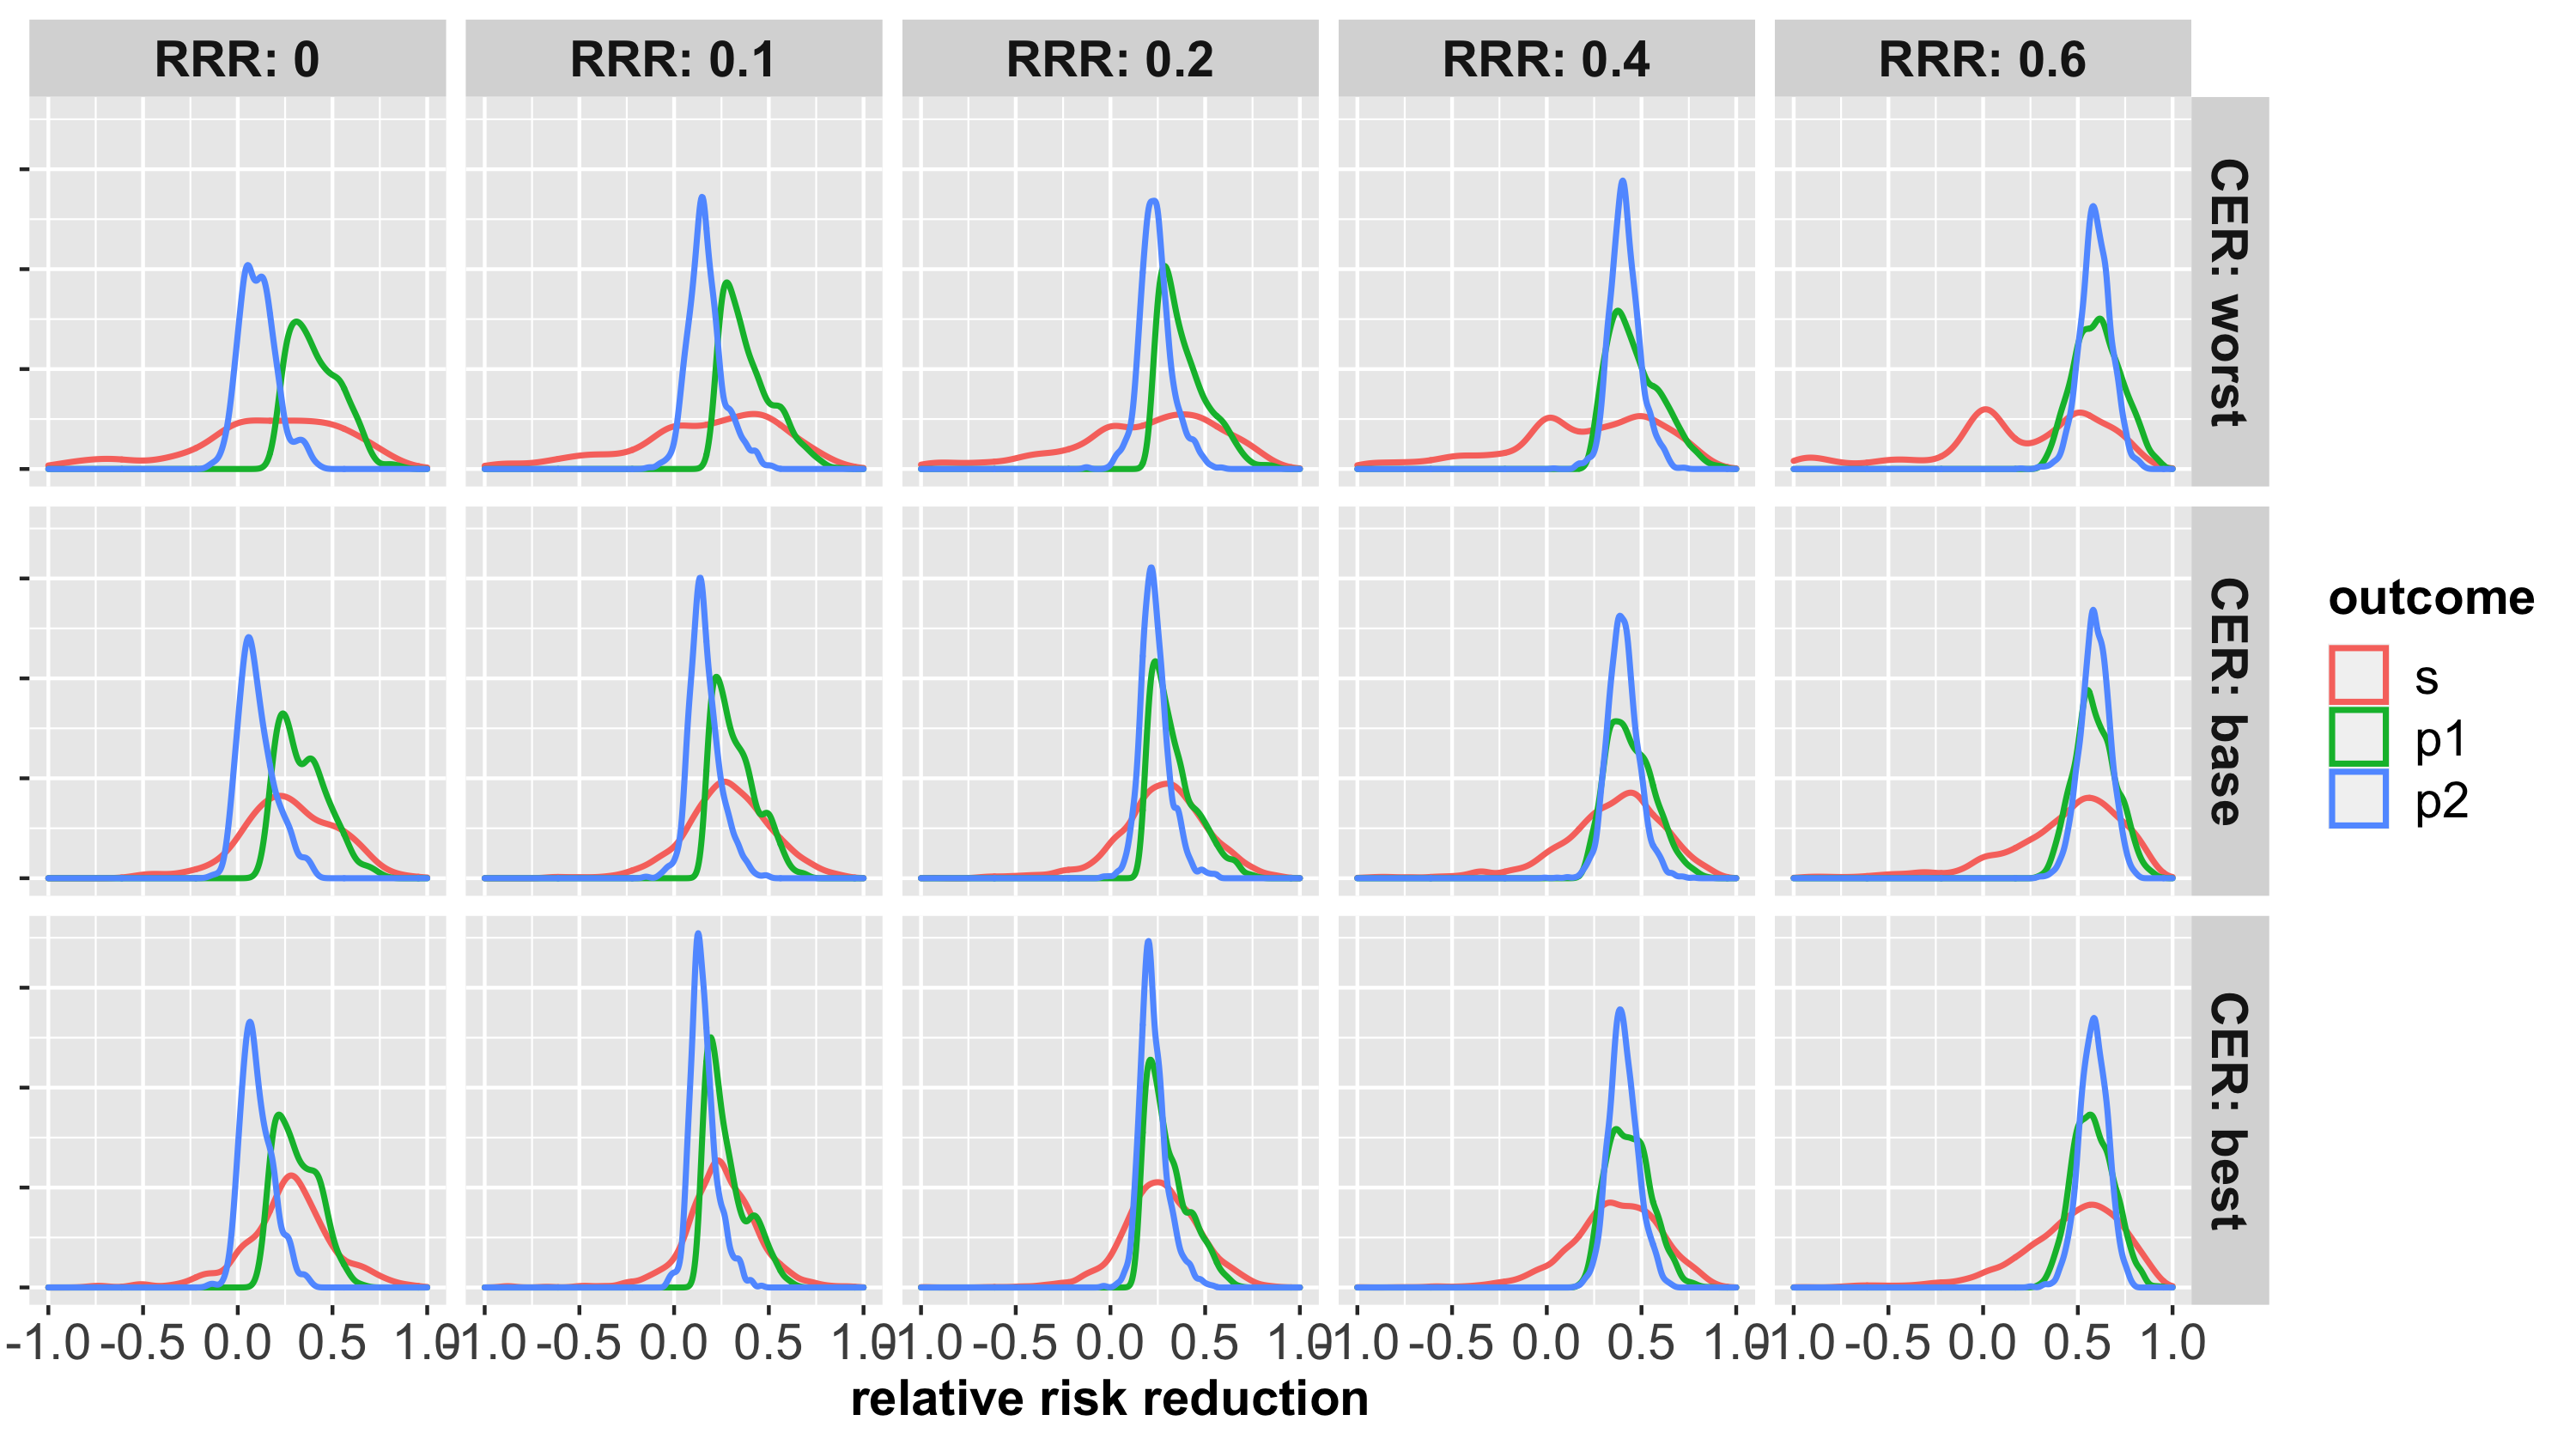 RRR: 0
RRR: 0.1
RRR: 0.2
RRR: 0.4
RRR: 0.6
CER: worst
CER: base
CER: best
outcome
s
p1
p2
-1.0 -0.5 0.0 0.5 1.0
-1.0 -0.5 0.0 0.5 1.0
-1.0 -0.5 0.0 0.5 1.0
-1.0 -0.5 0.0 0.5 1.0
-1.0 -0.5 0.0 0.5 1.0
relative risk reduction